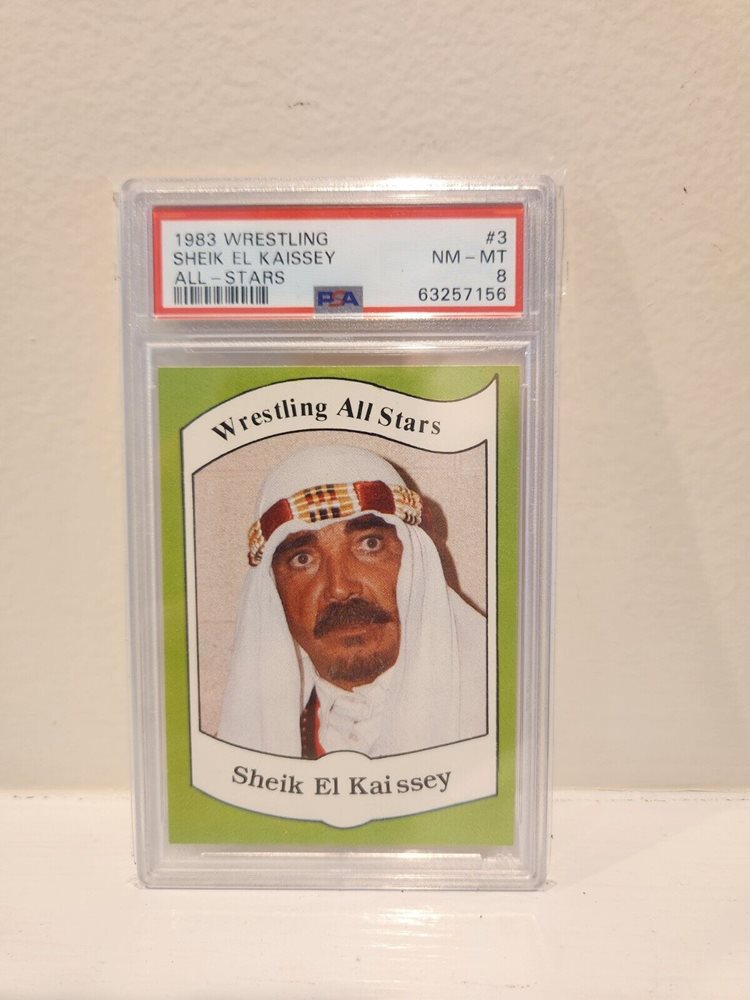 1983 WRESTLING #3
SHEIK EL KAISSEY NM-MT
ALL-STARS 8
PSA 63257156
Wrestling All Stars
Sheik El Kaissey